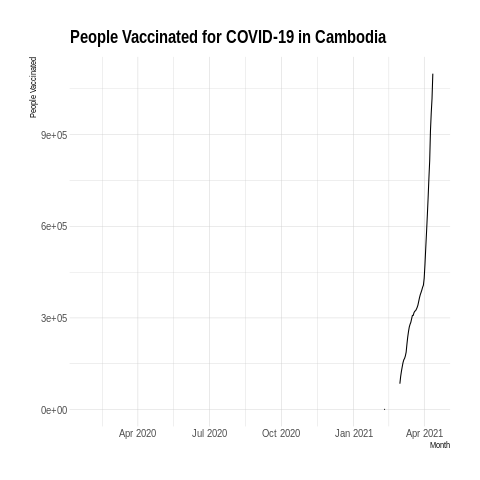 People Vaccinated for COVID-19 in Cambodia
People Vaccinated
9e+05
6e+05
3e+05
0e+00
Apr 2020
Jul 2020
Oct 2020
Jan 2021
Apr 2021
Month